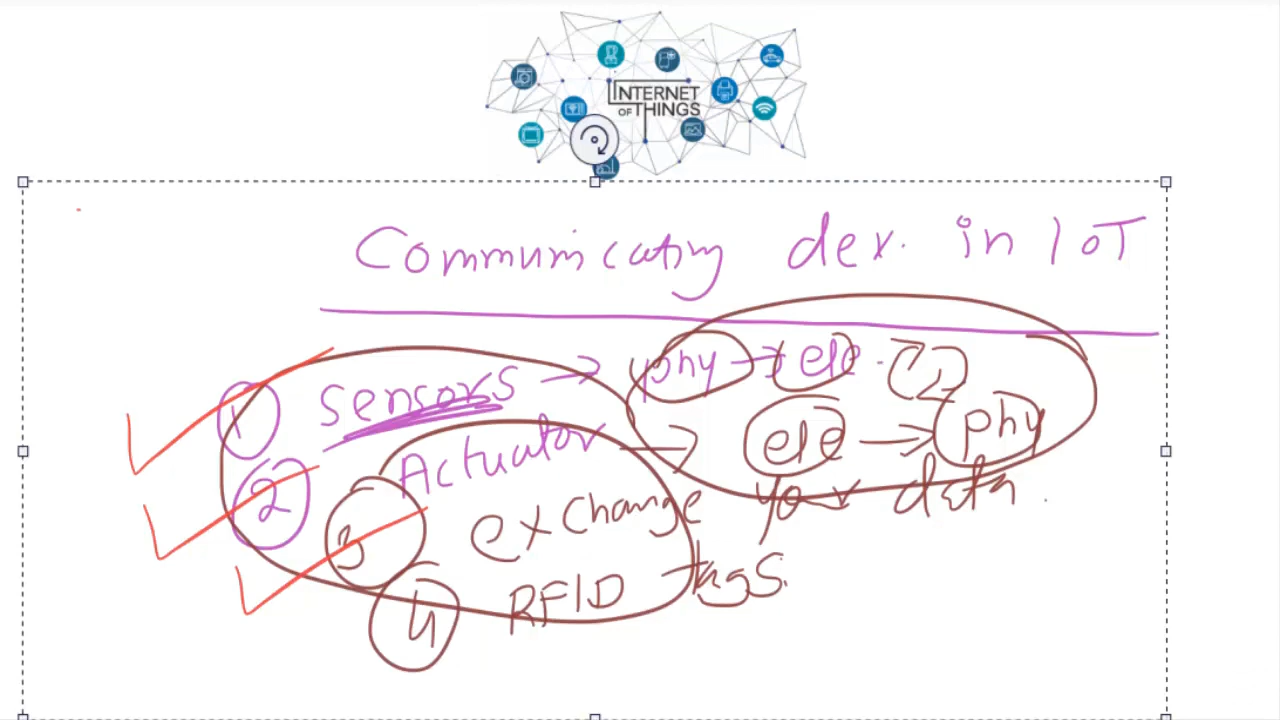 INTERNET
OF THINGS
Communicating dev. in IoT
1 Sensors → phy → ele.
2 Actuator → ele → phy
3 exchange your data.
4 RFID tags.